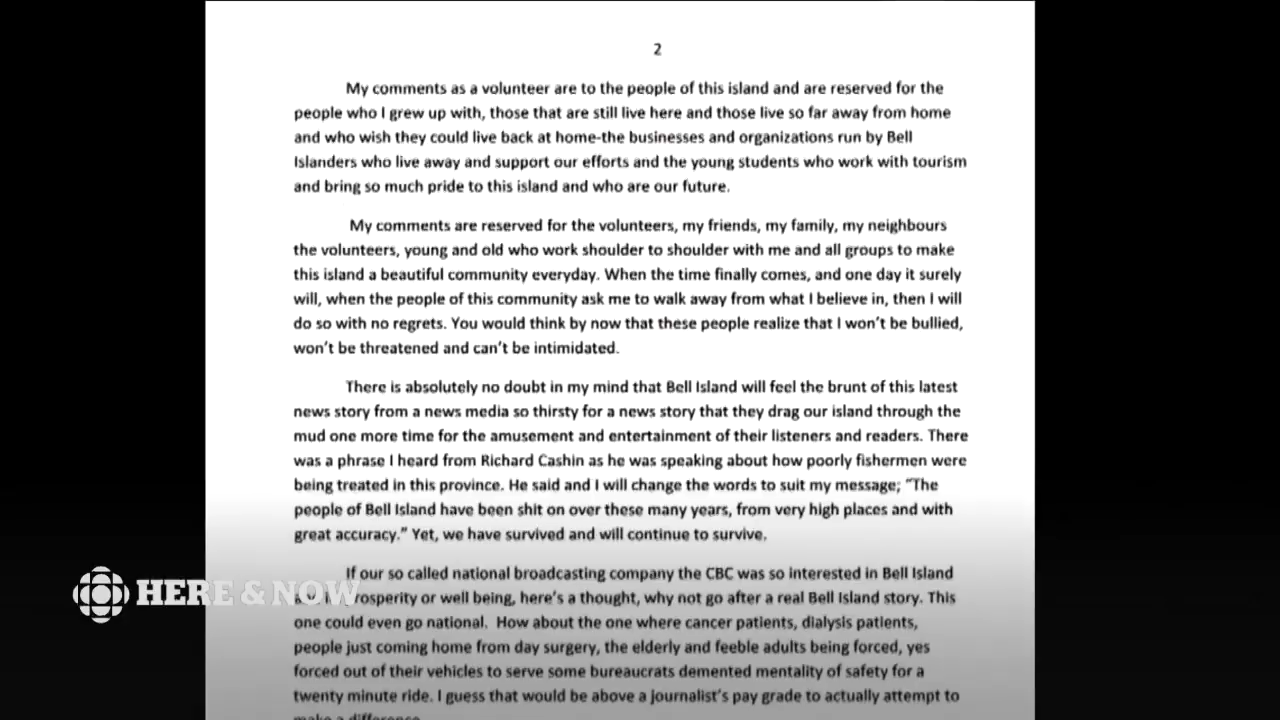 2
My comments as a volunteer are to the people of this island and are reserved for the
people who I grew up with, those that are still live here and those live so far away from home
and who wish they could live back at home-the businesses and organizations run by Bell
Islanders who live away and support our efforts and the young students who work with tourism
and bring so much pride to this island and who are our future.
My comments are reserved for the volunteers, my friends, my family, my neighbours
the volunteers, young and old who work shoulder to shoulder with me and all groups to make
this island a beautiful community everyday. When the time finally comes, and one day it surely
will, when the people of this community ask me to walk away from what I believe in, then I will
do so with no regrets. You would think by now that these people realize that I won't be bullied,
won't be threatened and can't be intimidated.
There is absolutely no doubt in my mind that Bell Island will feel the brunt of this latest
news story from a news media so thirsty for a news story that they drag our island through the
mud one more time for the amusement and entertainment of their listeners and readers. There
was a phrase I heard from Richard Cashin as he was speaking about how poorly fishermen were
being treated in this province. He said and I will change the words to suit my message; "The
people of Bell Island have been shit on over these many years, from very high places and with
great accuracy." Yet, we have survived and will continue to survive.
If our so called national broadcasting company the CBC was so interested in Bell Island
prosperity or well being, here's a thought, why not go after a real Bell Island story. This
one could even go national. How about the one where cancer patients, dialysis patients,
people just coming home from day surgery, the elderly and feeble adults being forced, yes
forced out of their vehicles to serve some bureaucrats demented mentality of safety for a
twenty minute ride. I guess that would be above a journalist's pay grade to actually attempt to
make a difference
HERE & NOW